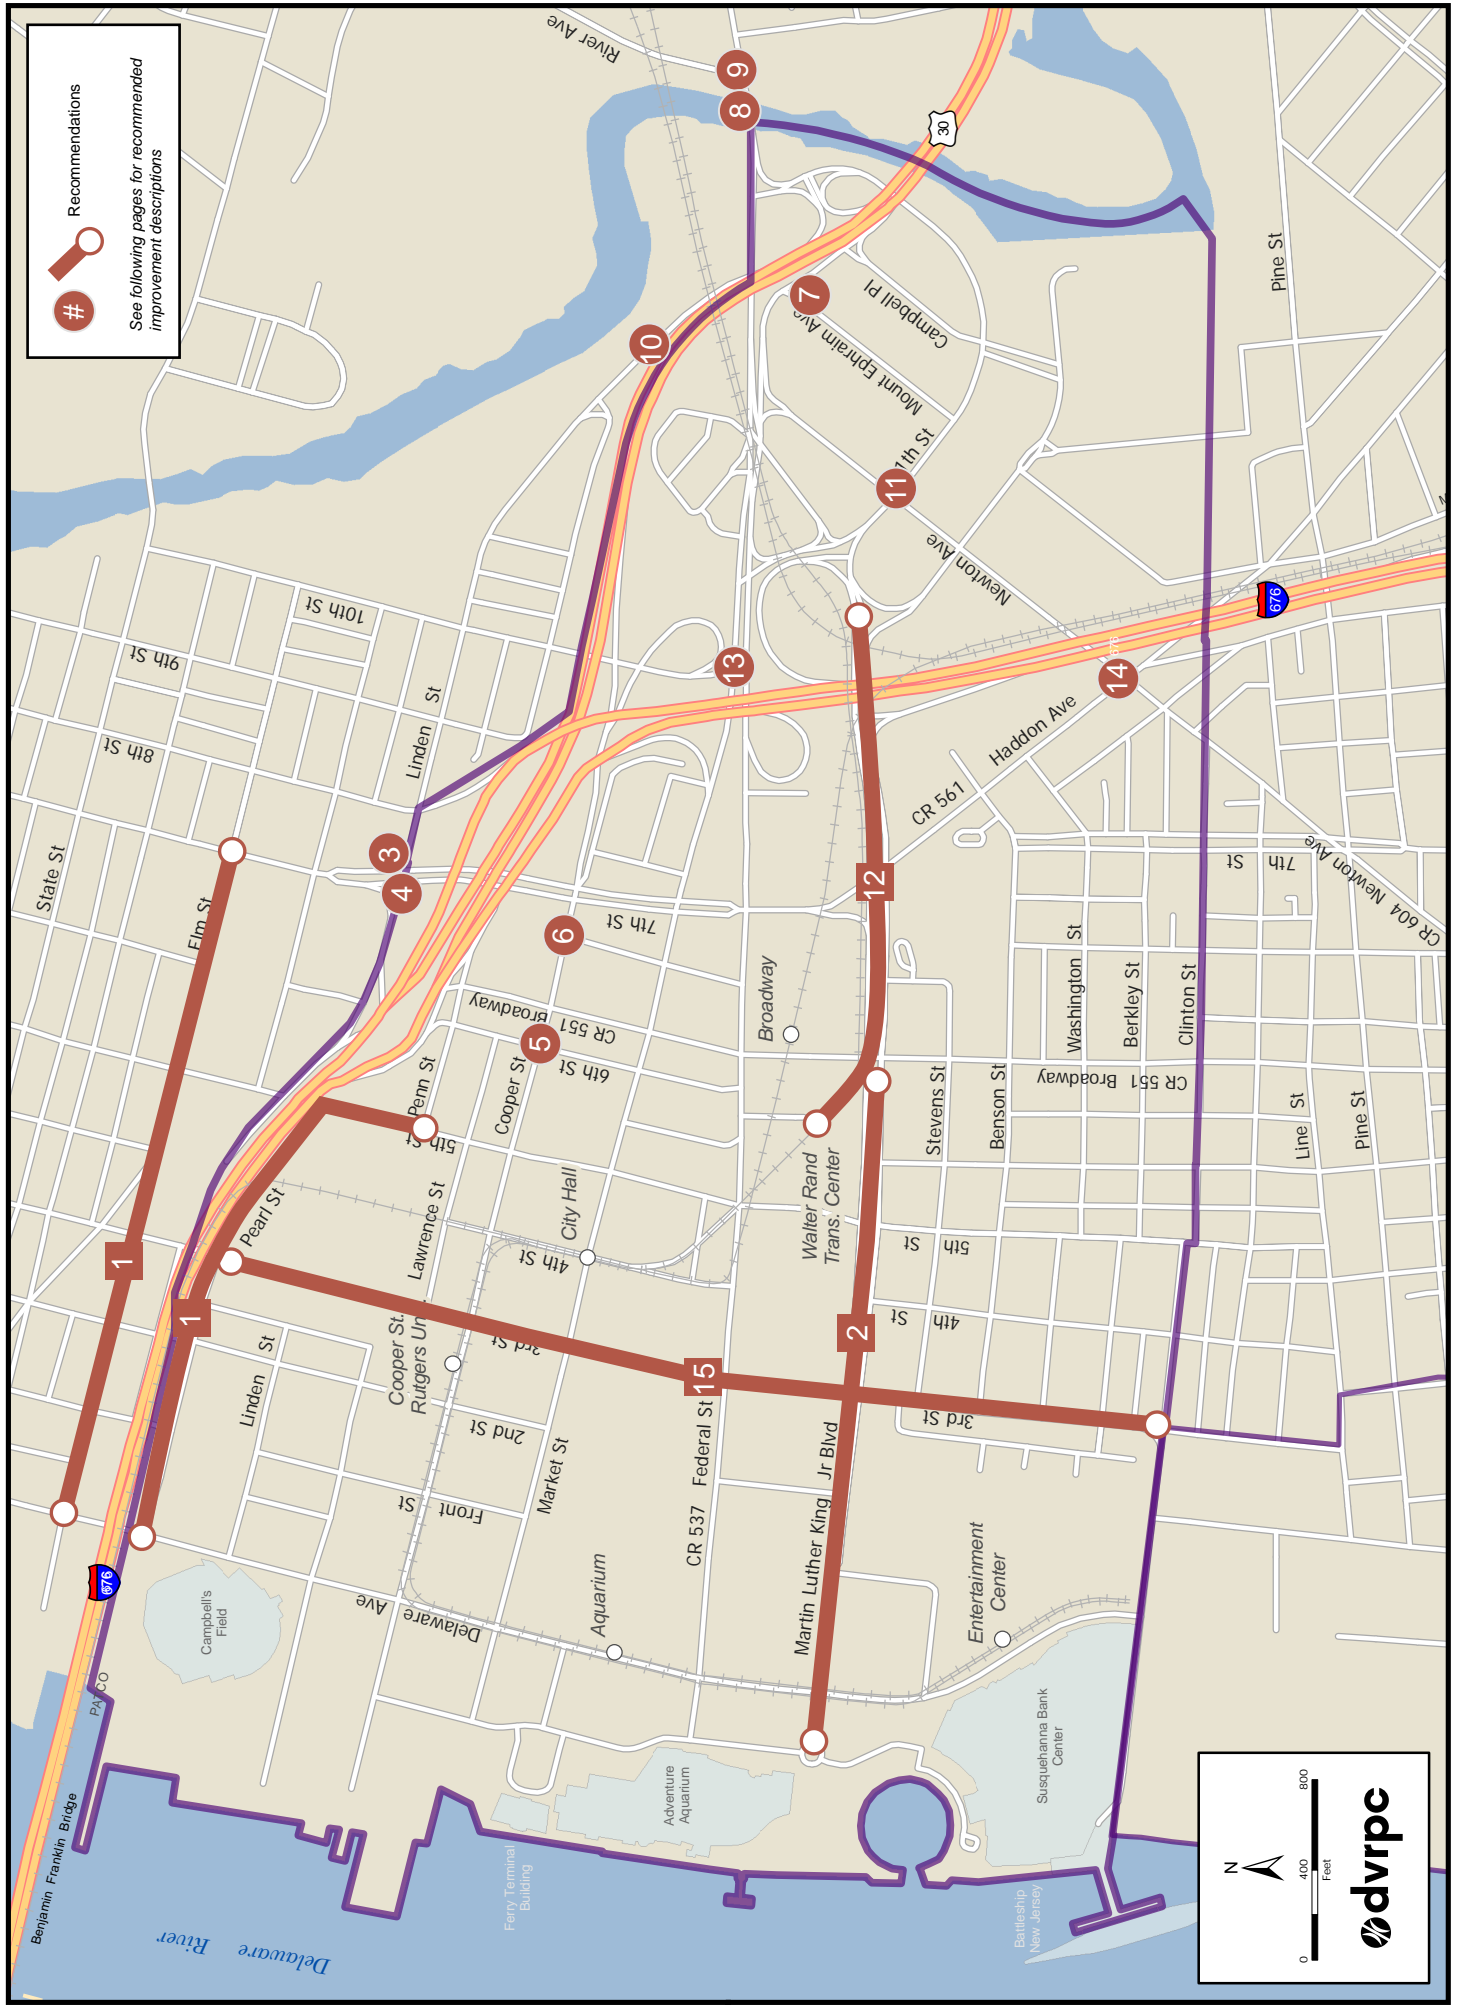 Recommendations
#
See following pages for recommended
improvement descriptions
River Ave
9
8
30
7
10
Campbell Pl
Mount Ephraim Ave
Pine St
11
1th St
Newton Ave
676
10th St
9th St
8th St
Linden St
13
14
Haddon Ave
CR 561
State St
Elm St
3
4
6
7th St
12
7th St
Newton Ave
CR 604
Broadway
CR 551
5
6th St
Cooper St
Penn St
5th St
Broadway
Washington St
Berkley St
Clinton St
CR 551 Broadway
Stevens St
Benson St
Line St
Pine St
Walter Rand
Trans. Center
City Hall
4th St
Lawrence St
Pearl St
1
1
Cooper St.
3rd St
2nd St
Linden St
15
2
5th St
4th St
3rd St
Federal St
CR 537
Market St
Front St
Martin Luther King Jr Blvd
Entertainment
Center
Aquarium
Delaware Ave
Campbell's
Field
676
PATCO
Benjamin Franklin Bridge
Adventure
Aquarium
Susquehanna Bank
Center
Ferry Terminal
Building
Battleship
New Jersey
Delaware River
N
0 400 800
Feet
dvrpc